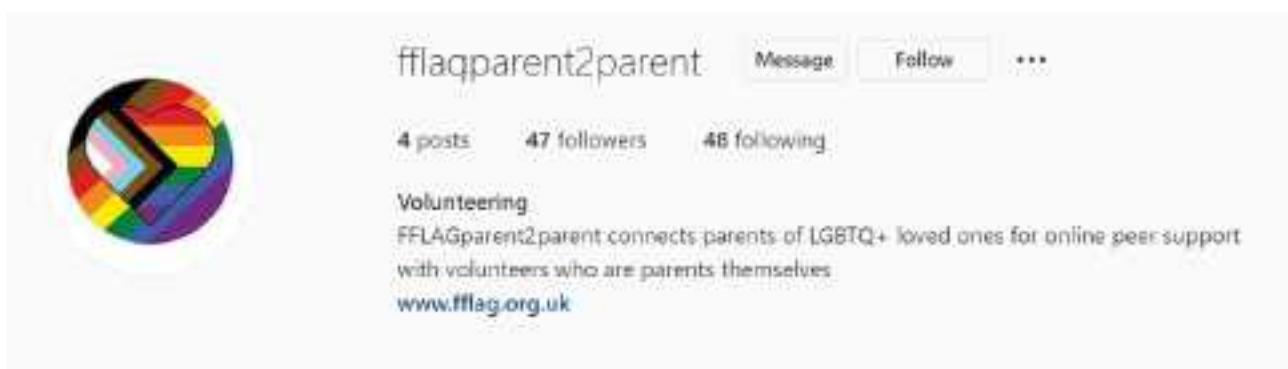 fflagparent2parent Message Follow •••
4 posts 47 followers 48 following
Volunteering
FFLAGparent2parent connects parents of LGBTQ+ loved ones for online peer support
with volunteers who are parents themselves
www.fflag.org.uk